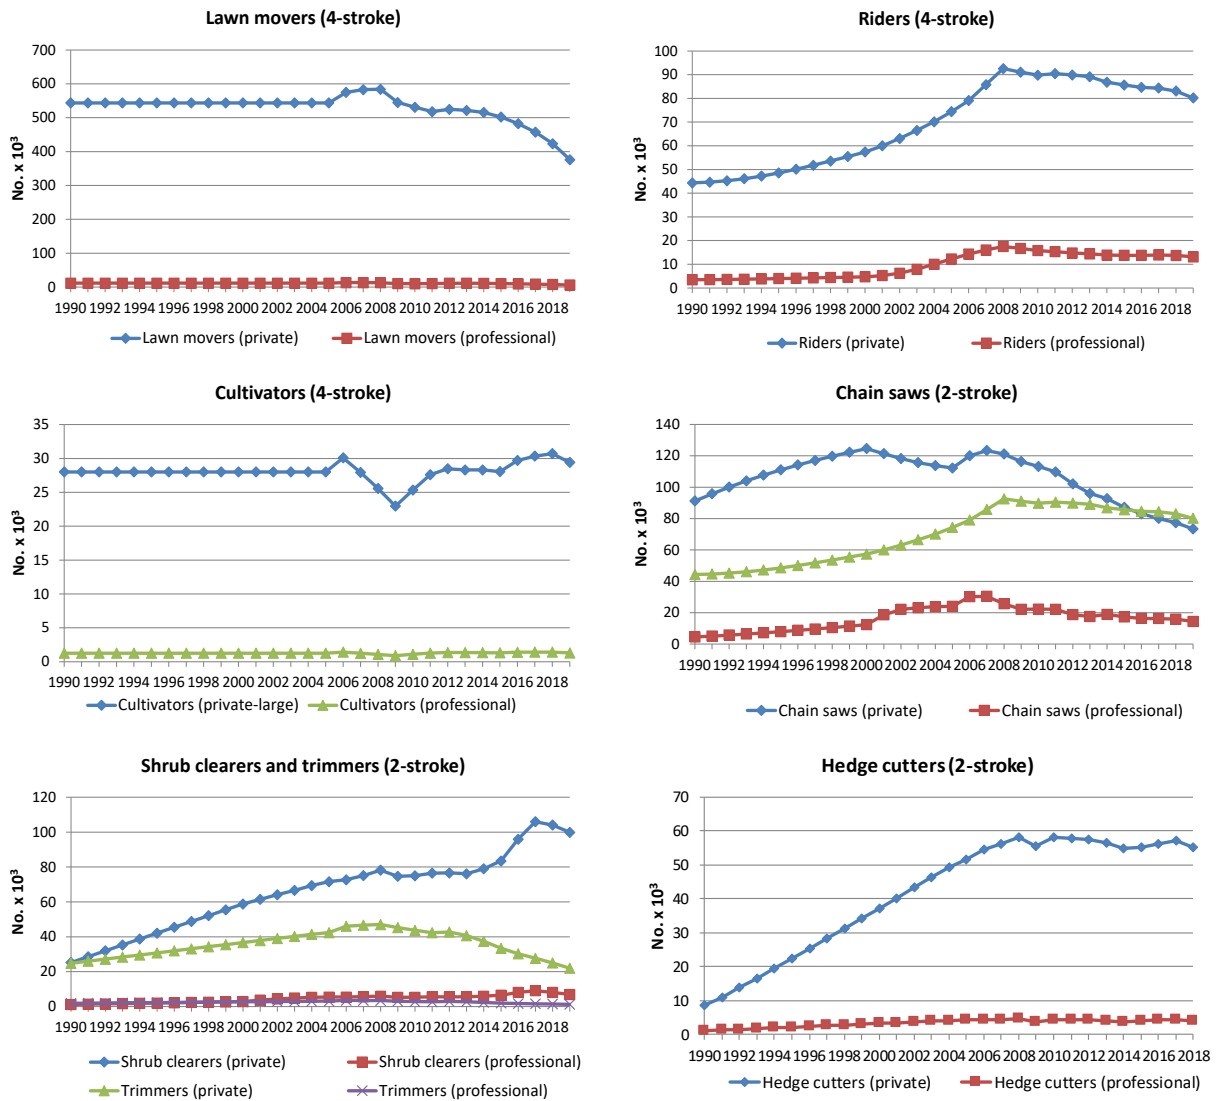 Lawn movers (4-stroke)
700
600
500
400
300
200
100
0
No. x 10³
1990 1992 1994 1996 1998 2000 2002 2004 2006 2008 2010 2012 2014 2016 2018
Lawn movers (private) Lawn movers (professional)
Riders (4-stroke)
100
90
80
70
60
50
40
30
20
10
0
No. x 10³
1990 1992 1994 1996 1998 2000 2002 2004 2006 2008 2010 2012 2014 2016 2018
Riders (private) Riders (professional)
Cultivators (4-stroke)
35
30
25
20
15
10
5
0
No. x 10³
1990 1992 1994 1996 1998 2000 2002 2004 2006 2008 2010 2012 2014 2016 2018
Cultivators (private-large) Cultivators (professional)
Chain saws (2-stroke)
140
120
100
80
60
40
20
0
No. x 10³
1990 1992 1994 1996 1998 2000 2002 2004 2006 2008 2010 2012 2014 2016 2018
Chain saws (private) Chain saws (professional)
Shrub clearers and trimmers (2-stroke)
120
100
80
60
40
20
0
No. x 10³
1990 1992 1994 1996 1998 2000 2002 2004 2006 2008 2010 2012 2014 2016 2018
Shrub clearers (private) Shrub clearers (professional)
Trimmers (private) Trimmers (professional)
Hedge cutters (2-stroke)
70
60
50
40
30
20
10
0
No. x 10³
1990 1992 1994 1996 1998 2000 2002 2004 2006 2008 2010 2012 2014 2016 2018
Hedge cutters (private) Hedge cutters (professional)